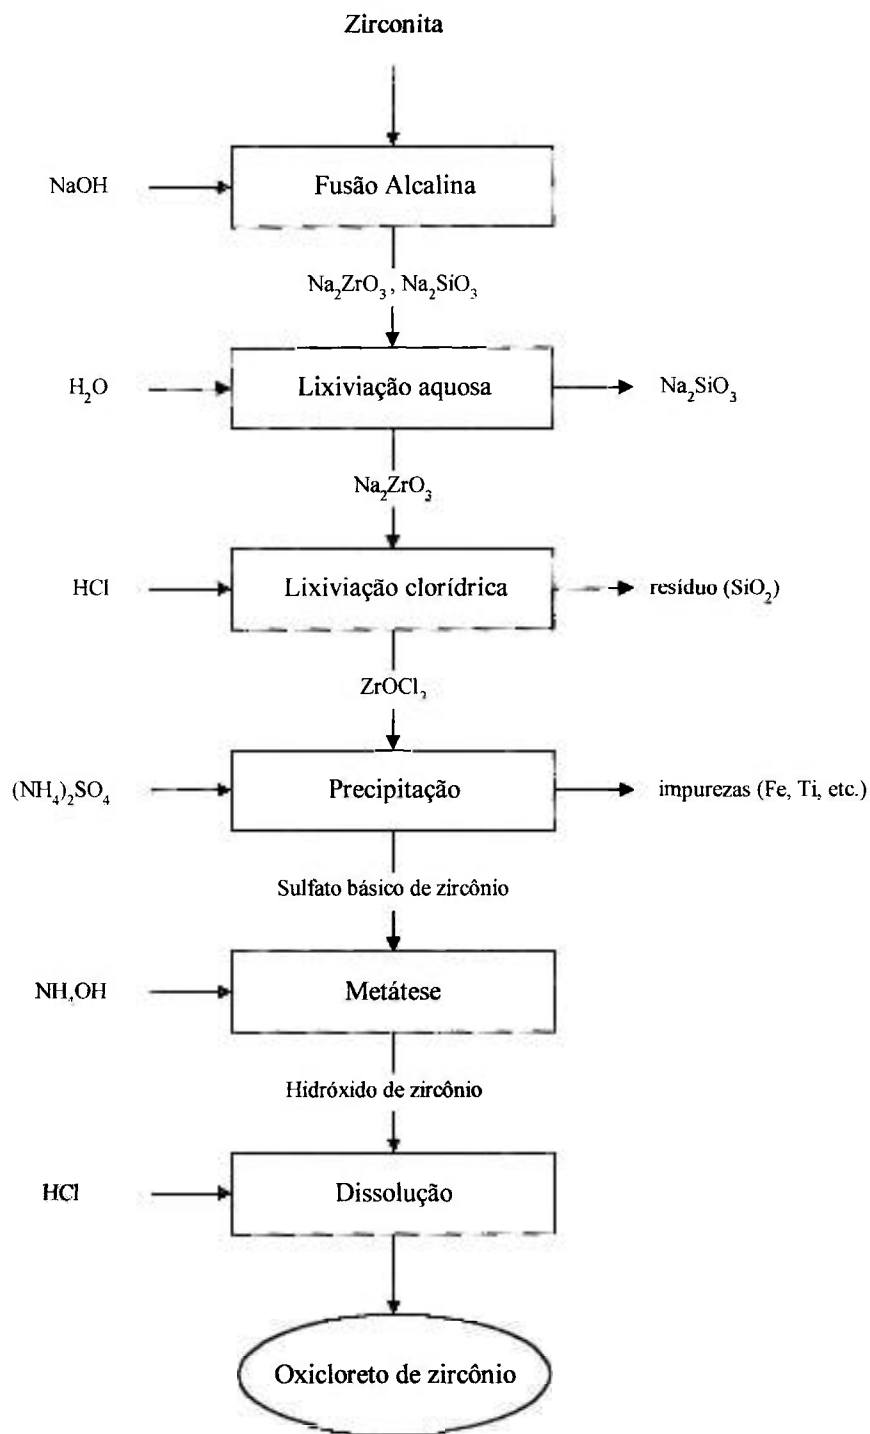 Zirconita
NaOH
Fusão Alcalina
Na₂ZrO₃, Na₂SiO₃
H₂O
Lixiviação aquosa
Na₂SiO₃
Na₂ZrO₃
HCl
Lixiviação clorídrica
resíduo (SiO₂)
ZrOCl₂
(NH₄)₂SO₄
Precipitação
impurezas (Fe, Ti, etc.)
Sulfato básico de zircônio
NH₄OH
Metátese
Hidróxido de zircônio
HCl
Dissolução
Oxicloreto de zircônio